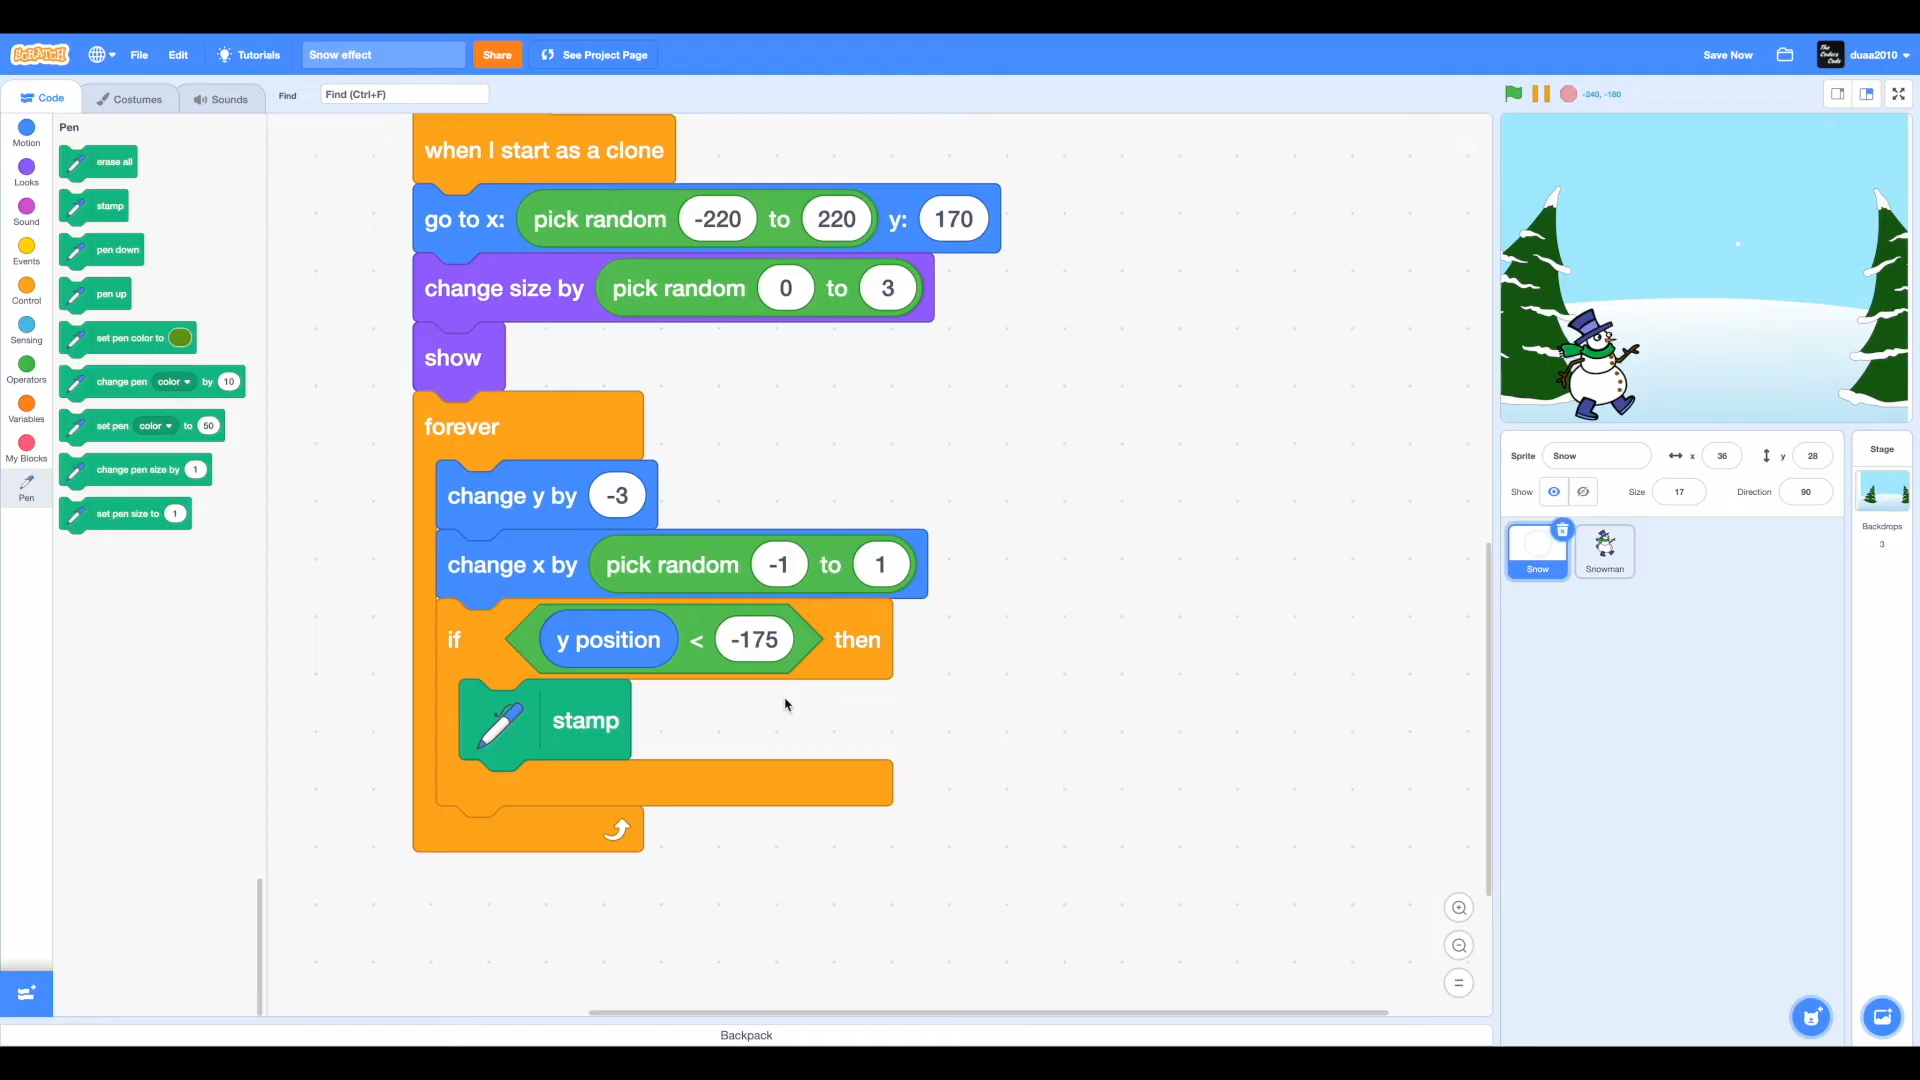 SCRATCH
File
Edit
Tutorials
Snow effect
Share
See Project Page
Save Now
The Coders Code
duaa2010
Code
Costumes
Sounds
Find
Find (Ctrl+F)
-240, -180
Motion
Looks
Sound
Events
Control
Sensing
Operators
Variables
My Blocks
Pen
Pen
erase all
stamp
pen down
pen up
set pen color to
change pen color by 10
set pen color to 50
change pen size by 1
set pen size to 1
when I start as a clone
go to x: pick random -220 to 220 y: 170
change size by pick random 0 to 3
show
forever
change y by -3
change x by pick random -1 to 1
if y position < -175 then
stamp
Backpack
Sprite Snow x 36 y 28
Show Size 17 Direction 90
Snow
Snowman
Stage
Backdrops
3